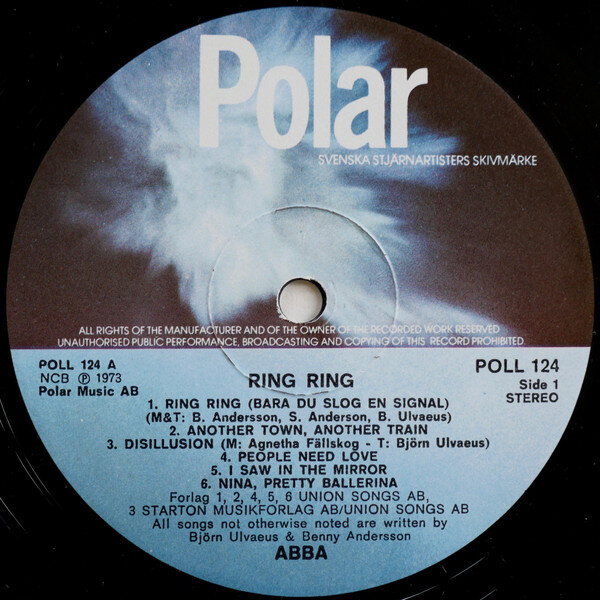 Polar
SVENSKA STJÄRNARTISTERS SKIVMÄRKE
ALL RIGHTS OF THE MANUFACTURER AND OF THE OWNER OF THE RECORDED WORK RESERVED
UNAUTHORISED PUBLIC PERFORMANCE, BROADCASTING AND COPYING OF THIS RECORD PROHIBITED
POLL 124 A
NCB Ⓟ 1973
Polar Music AB
RING RING
POLL 124
Side 1
STEREO
1. RING RING (BARA DU SLOG EN SIGNAL)
(M&T: B. Andersson, S. Anderson, B. Ulvaeus)
2. ANOTHER TOWN, ANOTHER TRAIN
3. DISILLUSION (M: Agnetha Fällskog - T: Björn Ulvaeus)
4. PEOPLE NEED LOVE
5. I SAW IN THE MIRROR
6. NINA, PRETTY BALLERINA
Forlag 1, 2, 4, 5, 6 UNION SONGS AB,
3 STARTON MUSIKFORLAG AB/UNION SONGS AB
All songs not otherwise noted are written by
Björn Ulvaeus & Benny Andersson
ABBA